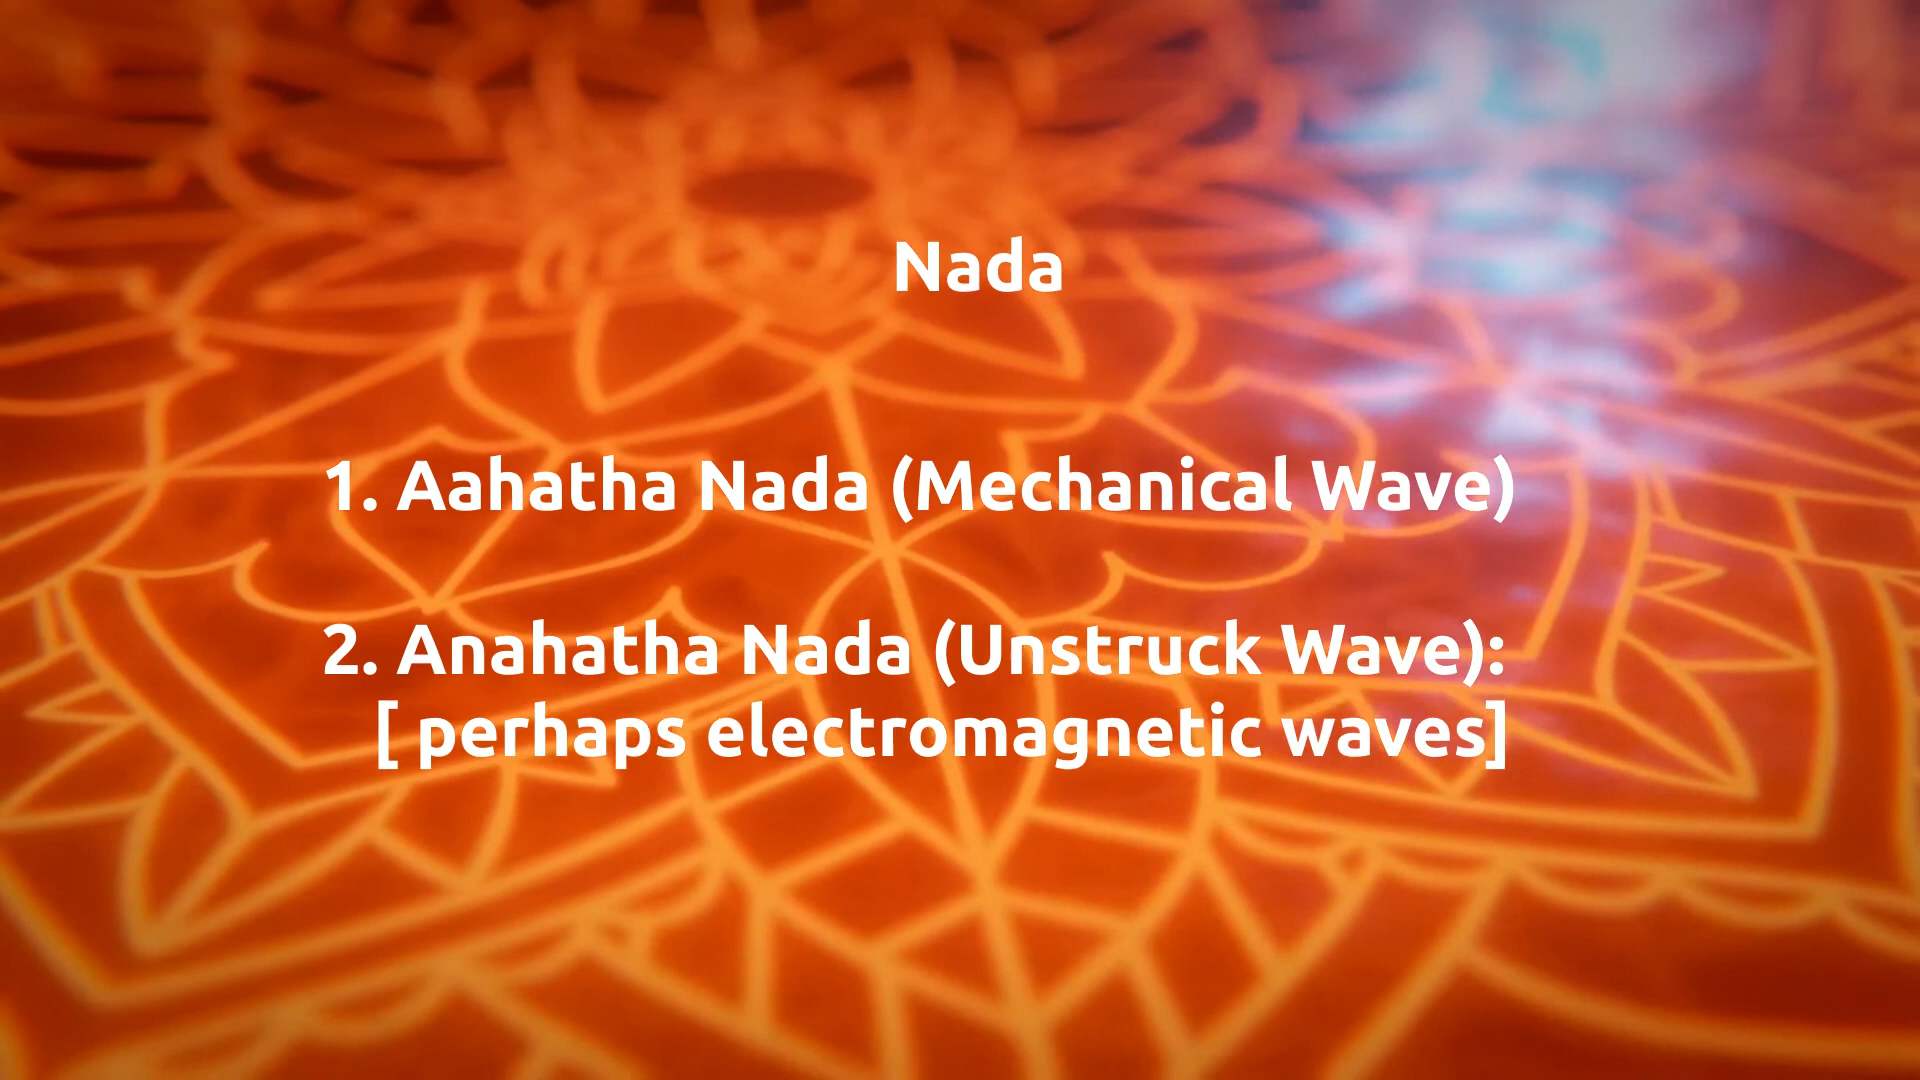 Nada
1. Aahatha Nada (Mechanical Wave)
2. Anahatha Nada (Unstruck Wave):
[ perhaps electromagnetic waves]